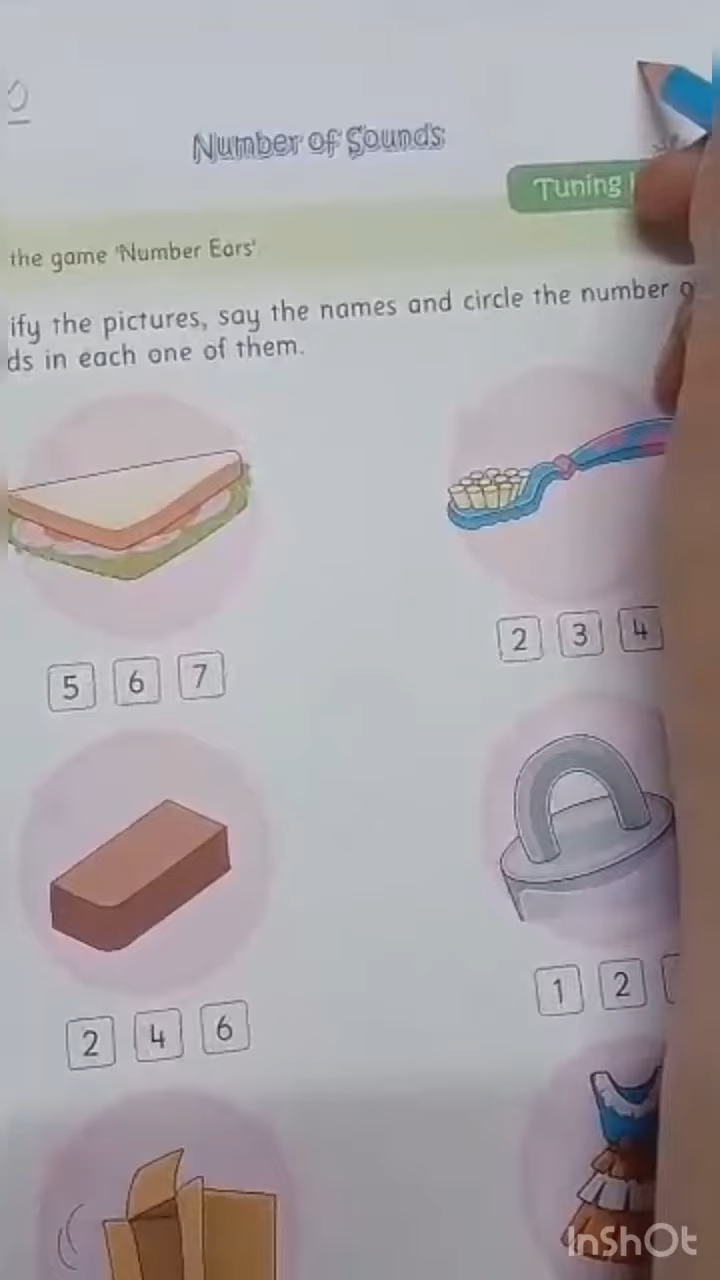 Number of Sounds
Tuning
the game 'Number Ears'
ify the pictures, say the names and circle the number
ds in each one of them.
5 6 7
2 3 4
2 4 6
1 2
InShOt